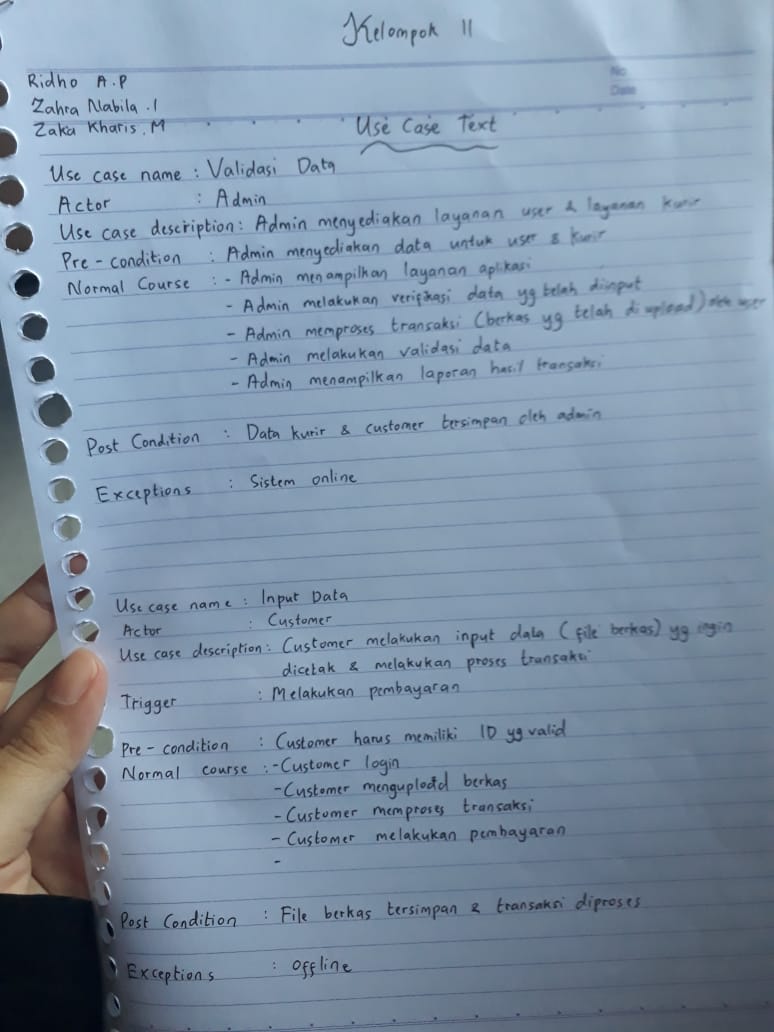 Kelompok 11
No
Date
Ridho A.P
Zahra Nabila .I
Zaka Kharis. M
Use Case Text
Use case name : Validasi Data
Actor : Admin
Use case description : Admin menyediakan layanan user & layanan kurir
Pre - condition : Admin menyediakan data untuk user & kurir
Normal Course : - Admin menampilkan layanan aplikasi
- Admin melakukan verifikasi data yg telah diinput
- Admin memproses transaksi (berkas yg telah di upload) oleh user
- Admin melakukan validasi data
- Admin menampilkan laporan hasil transaksi
Post Condition : Data kurir & customer tersimpan oleh admin
Exceptions : Sistem online
Use case name : Input Data
Actor : Customer
Use case description : Customer melakukan input data (file berkas) yg ingin
dicetak & melakukan proses transaksi
Trigger : Melakukan pembayaran
Pre - condition : Customer harus memiliki ID yg valid
Normal course : - Customer login
- Customer mengupload berkas
- Customer memproses transaksi
- Customer melakukan pembayaran
-
Post Condition : File berkas tersimpan & transaksi diproses
Exceptions : Offline